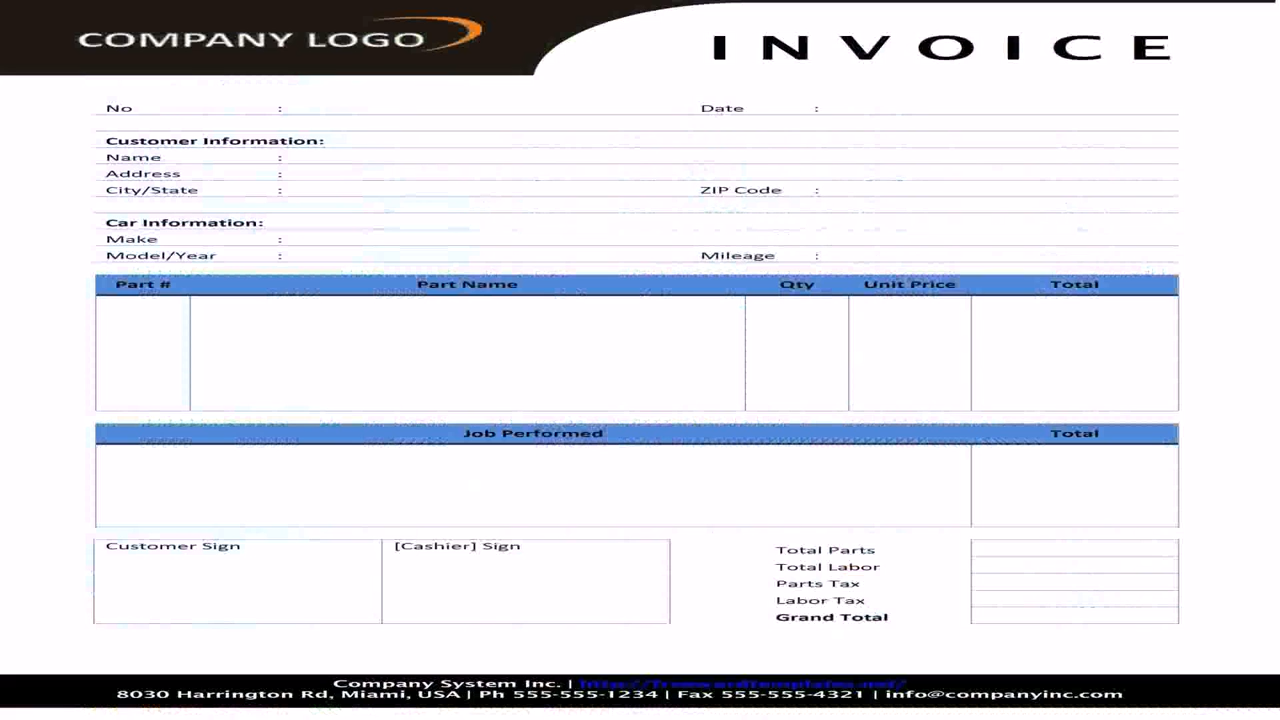 COMPANY LOGO
INVOICE
No : Date :
Customer Information:
Name :
Address :
City/State : ZIP Code :
Car Information:
Make :
Model/Year : Mileage :
Part # Part Name Qty Unit Price Total
Job Performed Total
Customer Sign [Cashier] Sign
Total Parts
Total Labor
Parts Tax
Labor Tax
Grand Total
Company System Inc. |
8030 Harrington Rd, Miami, USA | Ph 555-555-1234 | Fax 555-555-4321 | info@companyinc.com